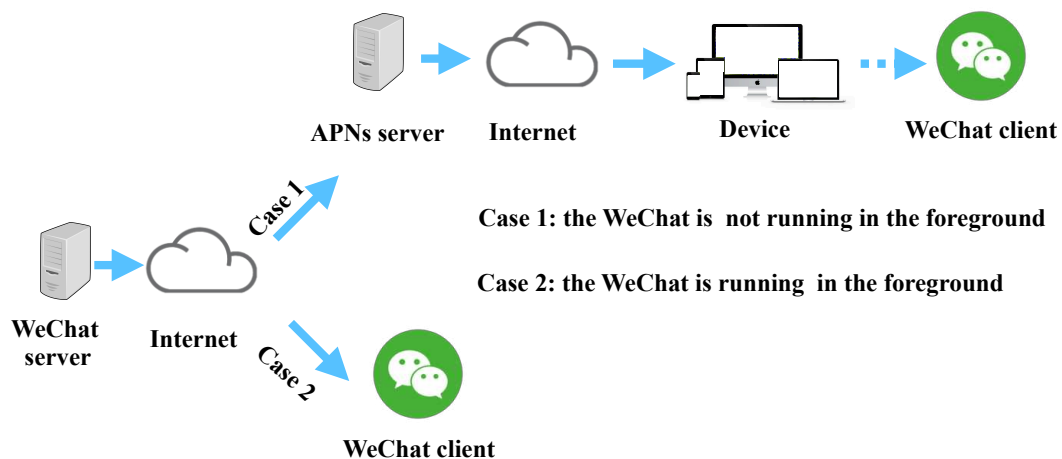 APNs server
Internet
Device
WeChat client
Case 1
Case 1: the WeChat is not running in the foreground
Case 2: the WeChat is running in the foreground
WeChat
server
Internet
Case 2
WeChat client